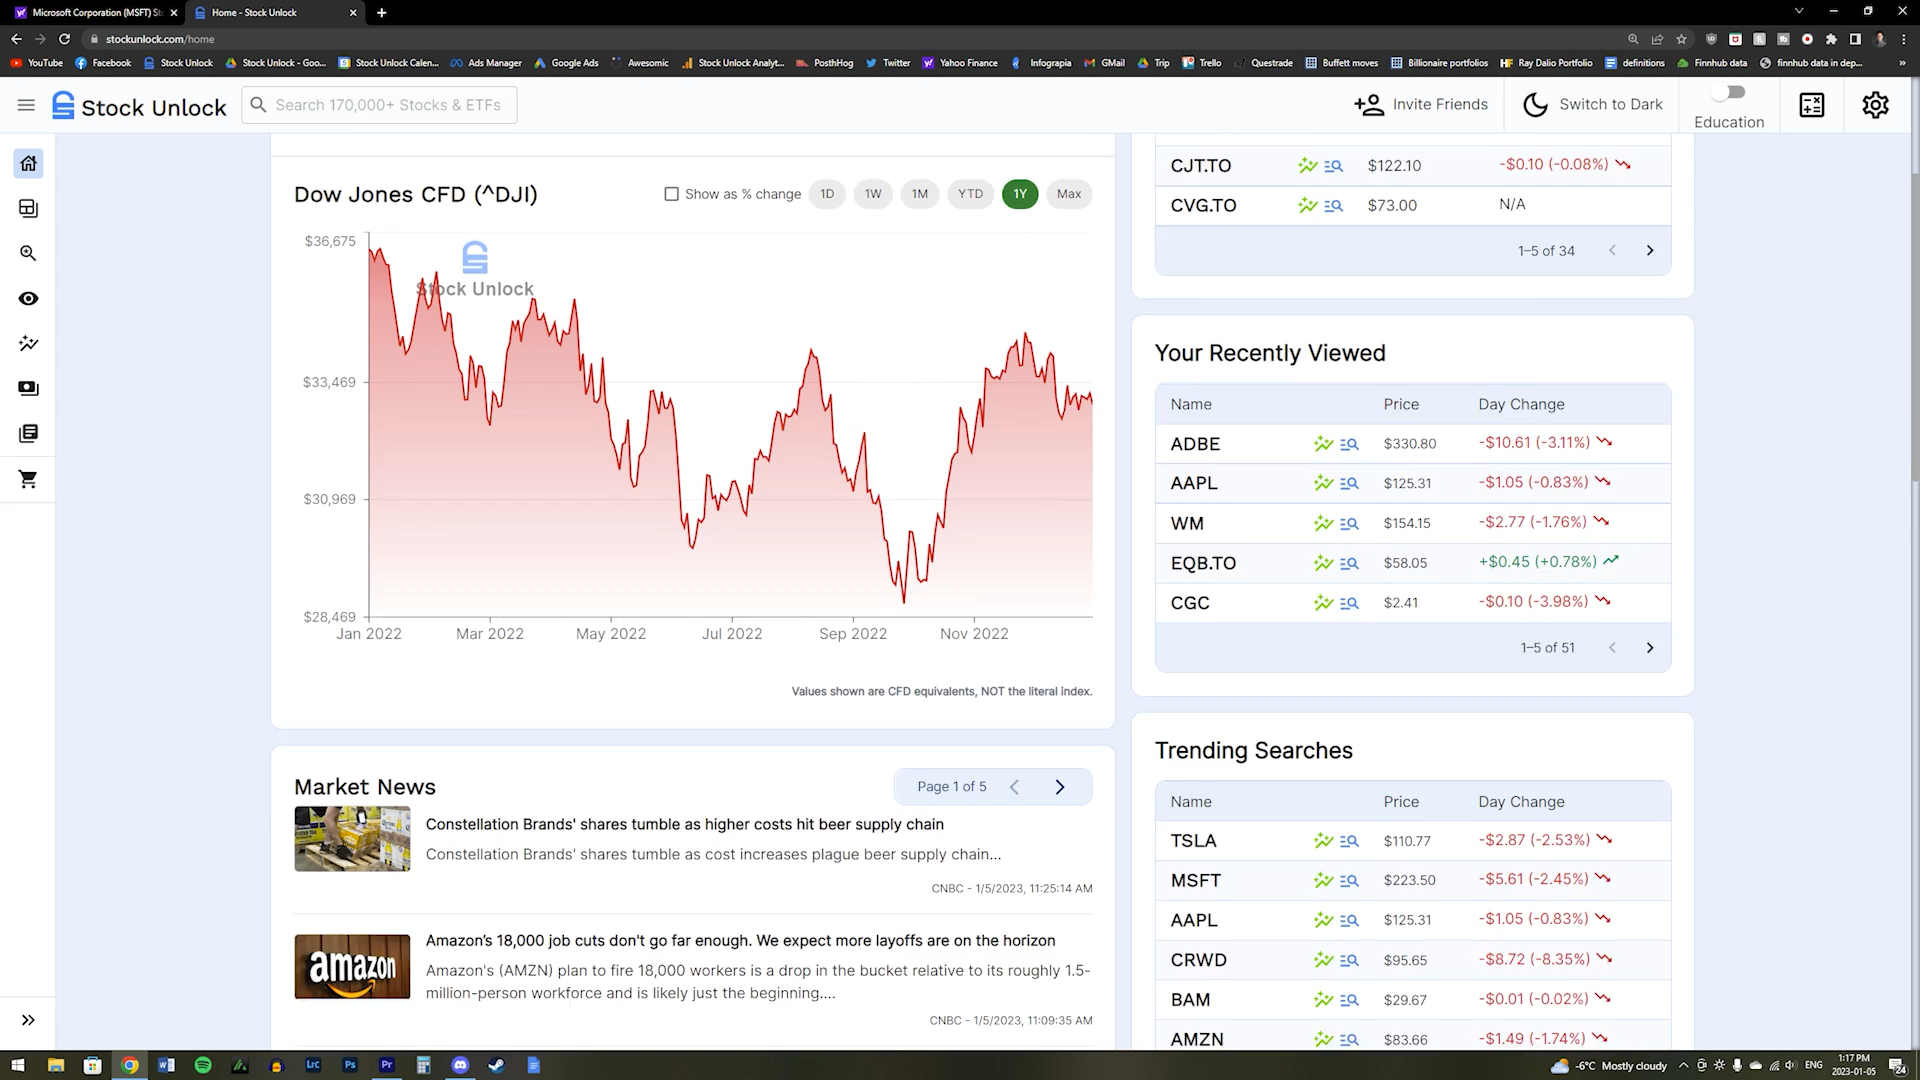 Microsoft Corporation (MSFT) St
Home - Stock Unlock
stockunlock.com/home
YouTube
Facebook
Stock Unlock
Stock Unlock - Goo...
Stock Unlock Calen...
Ads Manager
Google Ads
Awesomic
Stock Unlock Analyt...
PostHog
Twitter
Yahoo Finance
Infograpia
GMail
Trip
Trello
Questrade
Buffett moves
Billionaire portfolios
Ray Dalio Portfolio
definitions
Finnhub data
finnhub data in dep...
Stock Unlock
Search 170,000+ Stocks & ETFs
Invite Friends
Switch to Dark
Education
Dow Jones CFD (^DJI)
Show as % change
1D
1W
1M
YTD
1Y
Max
Stock Unlock
$36,675
$33,469
$30,969
$28,469
Jan 2022
Mar 2022
May 2022
Jul 2022
Sep 2022
Nov 2022
Values shown are CFD equivalents, NOT the literal index.
Market News
Page 1 of 5
Constellation Brands' shares tumble as higher costs hit beer supply chain
Constellation Brands' shares tumble as cost increases plague beer supply chain...
CNBC - 1/5/2023, 11:25:14 AM
amazon
Amazon's 18,000 job cuts don't go far enough. We expect more layoffs are on the horizon
Amazon's (AMZN) plan to fire 18,000 workers is a drop in the bucket relative to its roughly 1.5-
million-person workforce and is likely just the beginning....
CNBC - 1/5/2023, 11:09:35 AM
CJT.TO $122.10 -$0.10 (-0.08%)
CVG.TO $73.00 N/A
1–5 of 34
Your Recently Viewed
Name Price Day Change
ADBE $330.80 -$10.61 (-3.11%)
AAPL $125.31 -$1.05 (-0.83%)
WM $154.15 -$2.77 (-1.76%)
EQB.TO $58.05 +$0.45 (+0.78%)
CGC $2.41 -$0.10 (-3.98%)
1–5 of 51
Trending Searches
Name Price Day Change
TSLA $110.77 -$2.87 (-2.53%)
MSFT $223.50 -$5.61 (-2.45%)
AAPL $125.31 -$1.05 (-0.83%)
CRWD $95.65 -$8.72 (-8.35%)
BAM $29.67 -$0.01 (-0.02%)
AMZN $83.66 -$1.49 (-1.74%)
Lrc
Ps
Pr
-6°C Mostly cloudy
ENG
1:17 PM
2023-01-05
24